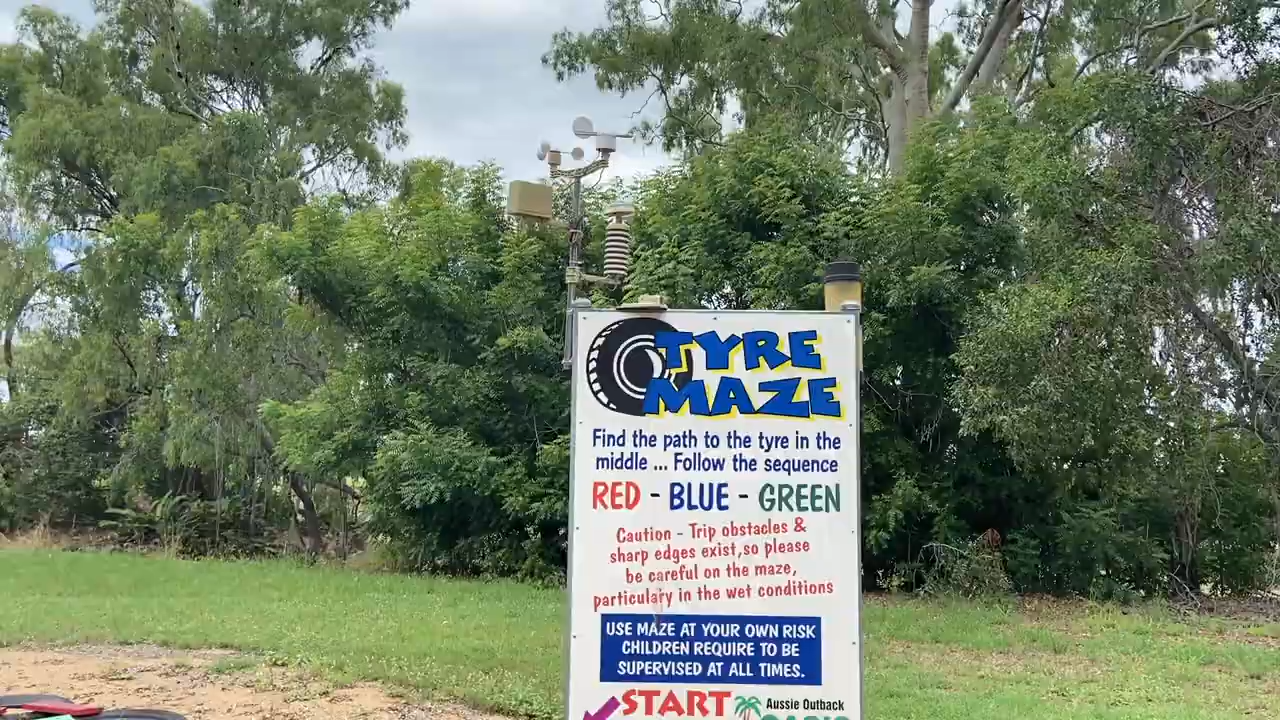 TYRE
MAZE
Find the path to the tyre in the
middle ... Follow the sequence
RED - BLUE - GREEN
Caution - Trip obstacles &
sharp edges exist,so please
be careful on the maze,
particulary in the wet conditions
USE MAZE AT YOUR OWN RISK
CHILDREN REQUIRE TO BE
SUPERVISED AT ALL TIMES.
START
Aussie Outback
OASIS